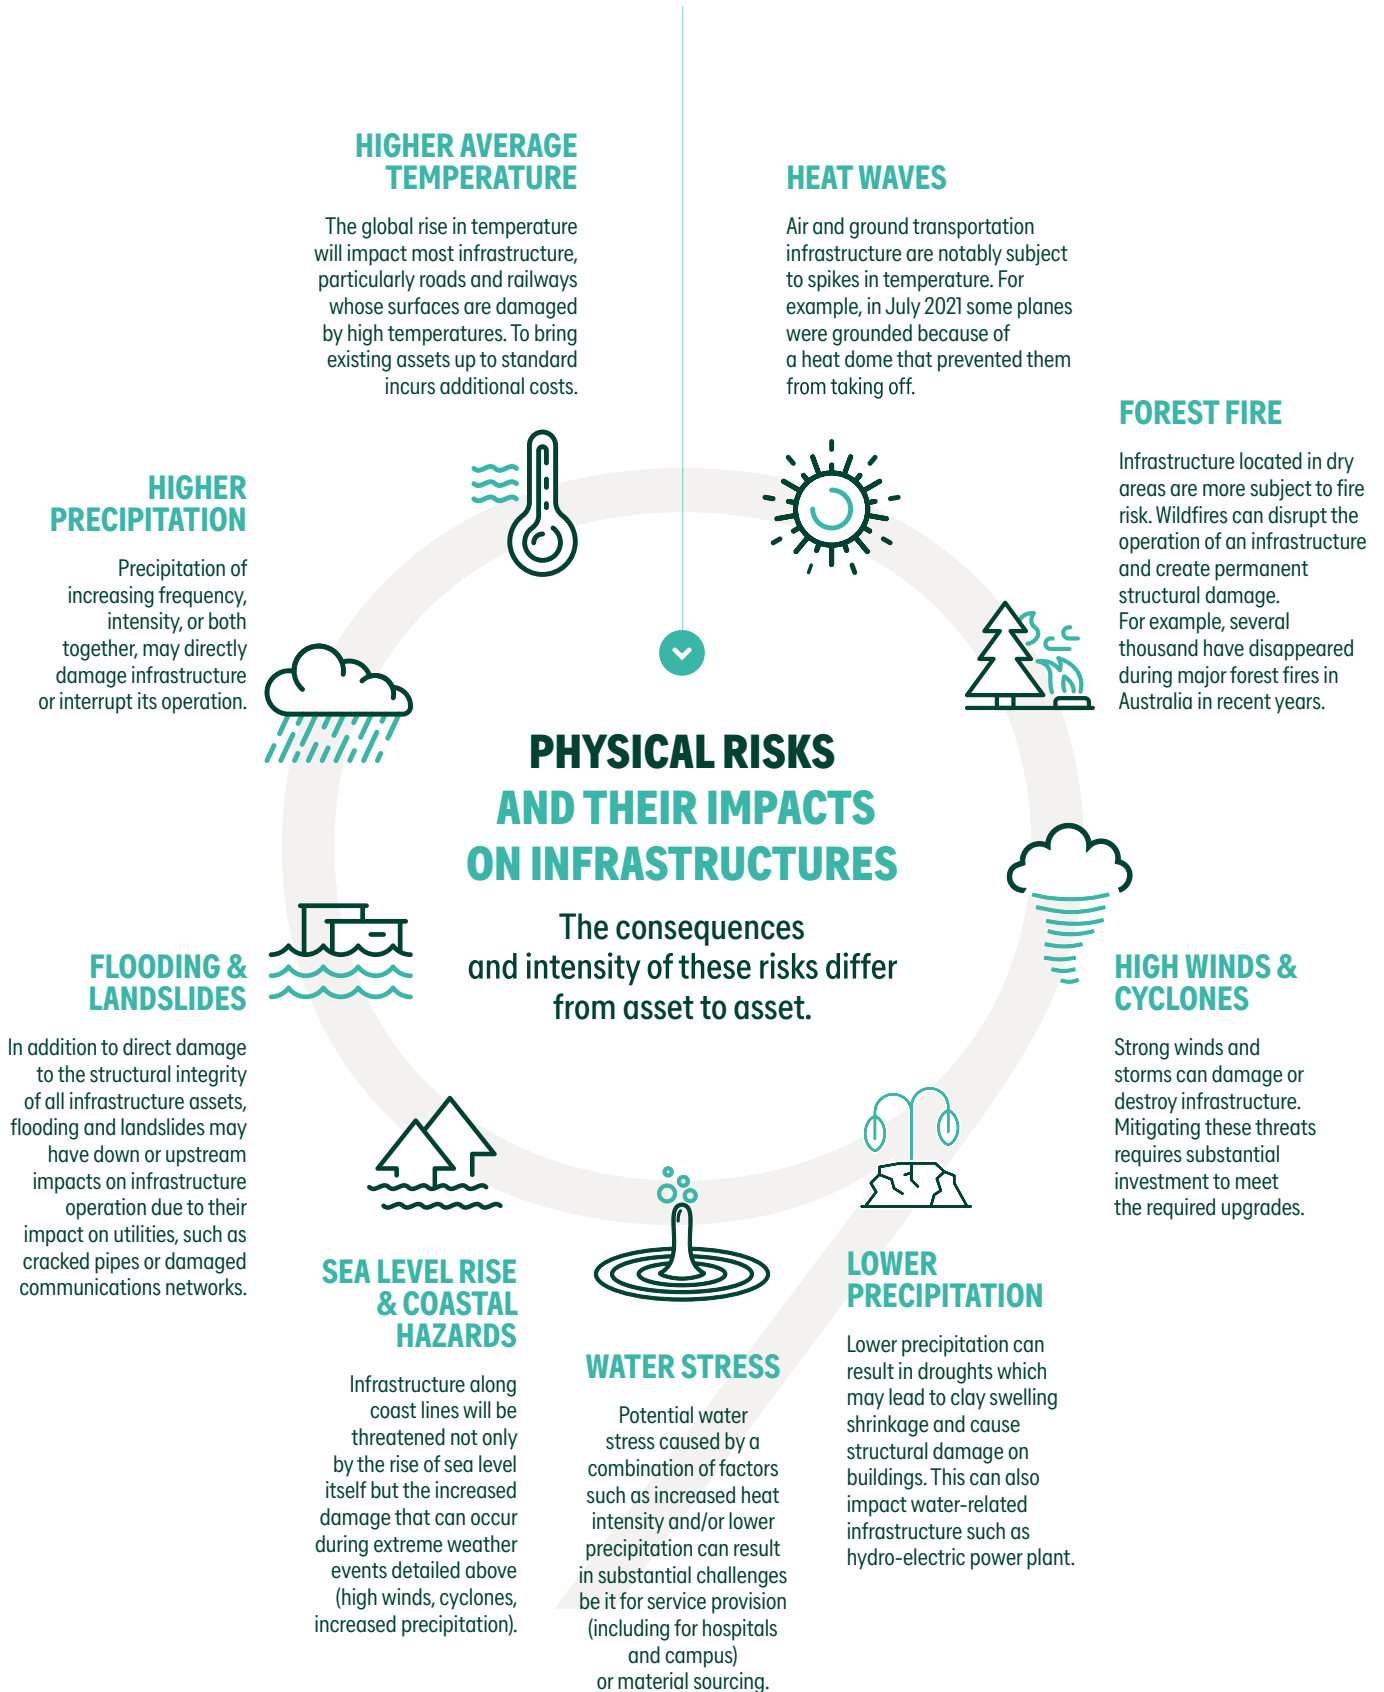 HIGHER AVERAGE
TEMPERATURE
The global rise in temperature
will impact most infrastructure,
particularly roads and railways
whose surfaces are damaged
by high temperatures. To bring
existing assets up to standard
incurs additional costs.
HEAT WAVES
Air and ground transportation
infrastructure are notably subject
to spikes in temperature. For
example, in July 2021 some planes
were grounded because of
a heat dome that prevented them
from taking off.
FOREST FIRE
Infrastructure located in dry
areas are more subject to fire
risk. Wildfires can disrupt the
operation of an infrastructure
and create permanent
structural damage.
For example, several
thousand have disappeared
during major forest fires in
Australia in recent years.
HIGHER
PRECIPITATION
Precipitation of
increasing frequency,
intensity, or both
together, may directly
damage infrastructure
or interrupt its operation.
PHYSICAL RISKS
AND THEIR IMPACTS
ON INFRASTRUCTURES
The consequences
and intensity of these risks differ
from asset to asset.
FLOODING &
LANDSLIDES
In addition to direct damage
to the structural integrity
of all infrastructure assets,
flooding and landslides may
have down or upstream
impacts on infrastructure
operation due to their
impact on utilities, such as
cracked pipes or damaged
communications networks.
HIGH WINDS &
CYCLONES
Strong winds and
storms can damage or
destroy infrastructure.
Mitigating these threats
requires substantial
investment to meet
the required upgrades.
SEA LEVEL RISE
& COASTAL
HAZARDS
Infrastructure along
coast lines will be
threatened not only
by the rise of sea level
itself but the increased
damage that can occur
during extreme weather
events detailed above
(high winds, cyclones,
increased precipitation).
WATER STRESS
Potential water
stress caused by a
combination of factors
such as increased heat
intensity and/or lower
precipitation can result
in substantial challenges
be it for service provision
(including for hospitals
and campus)
or material sourcing.
LOWER
PRECIPITATION
Lower precipitation can
result in droughts which
may lead to clay swelling
shrinkage and cause
structural damage on
buildings. This can also
impact water-related
infrastructure such as
hydro-electric power plant.